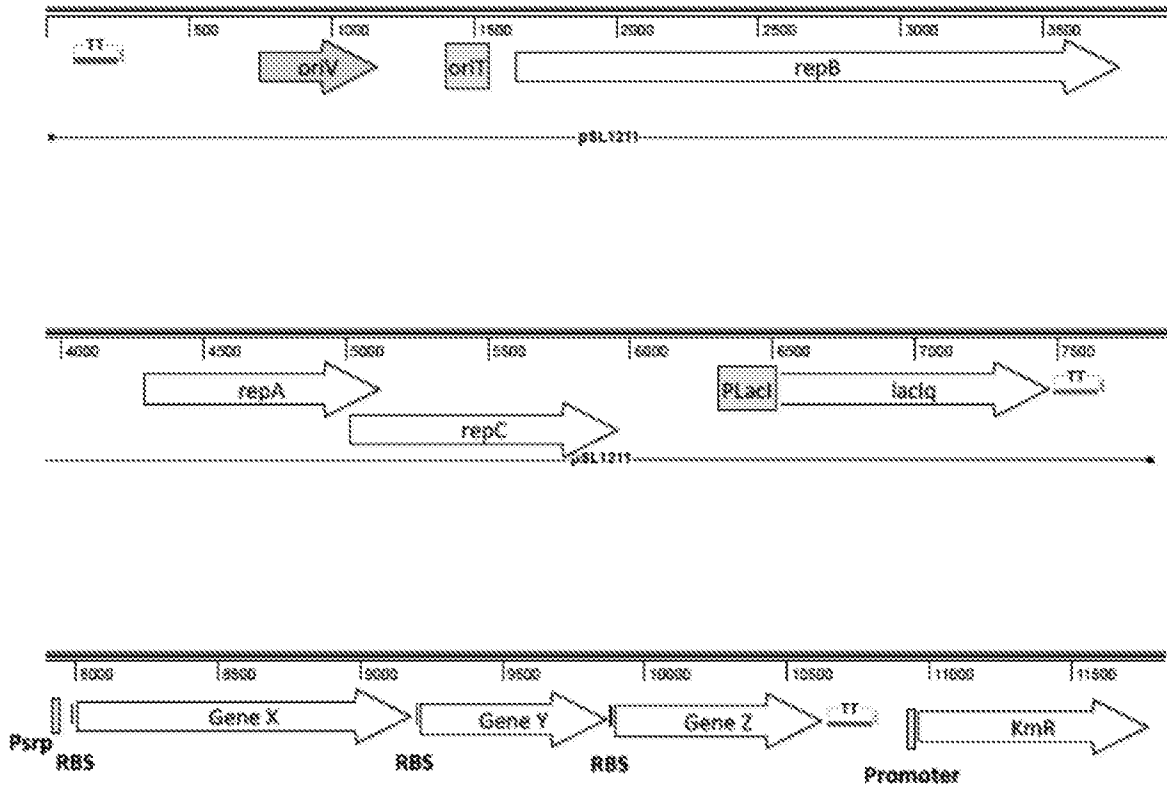 500 1000 1500 2000 2500 3000 3500
TT oriV oriT repB
pSL1211
4000 4500 5000 5500 6000 6500 7000 7500
repA PLacI lacIq TT
repC
pSL1211
8000 8500 9000 9500 10000 10500 11000 11500
Gene X Gene Y Gene Z TT KmR
Psrp RBS RBS RBS Promoter